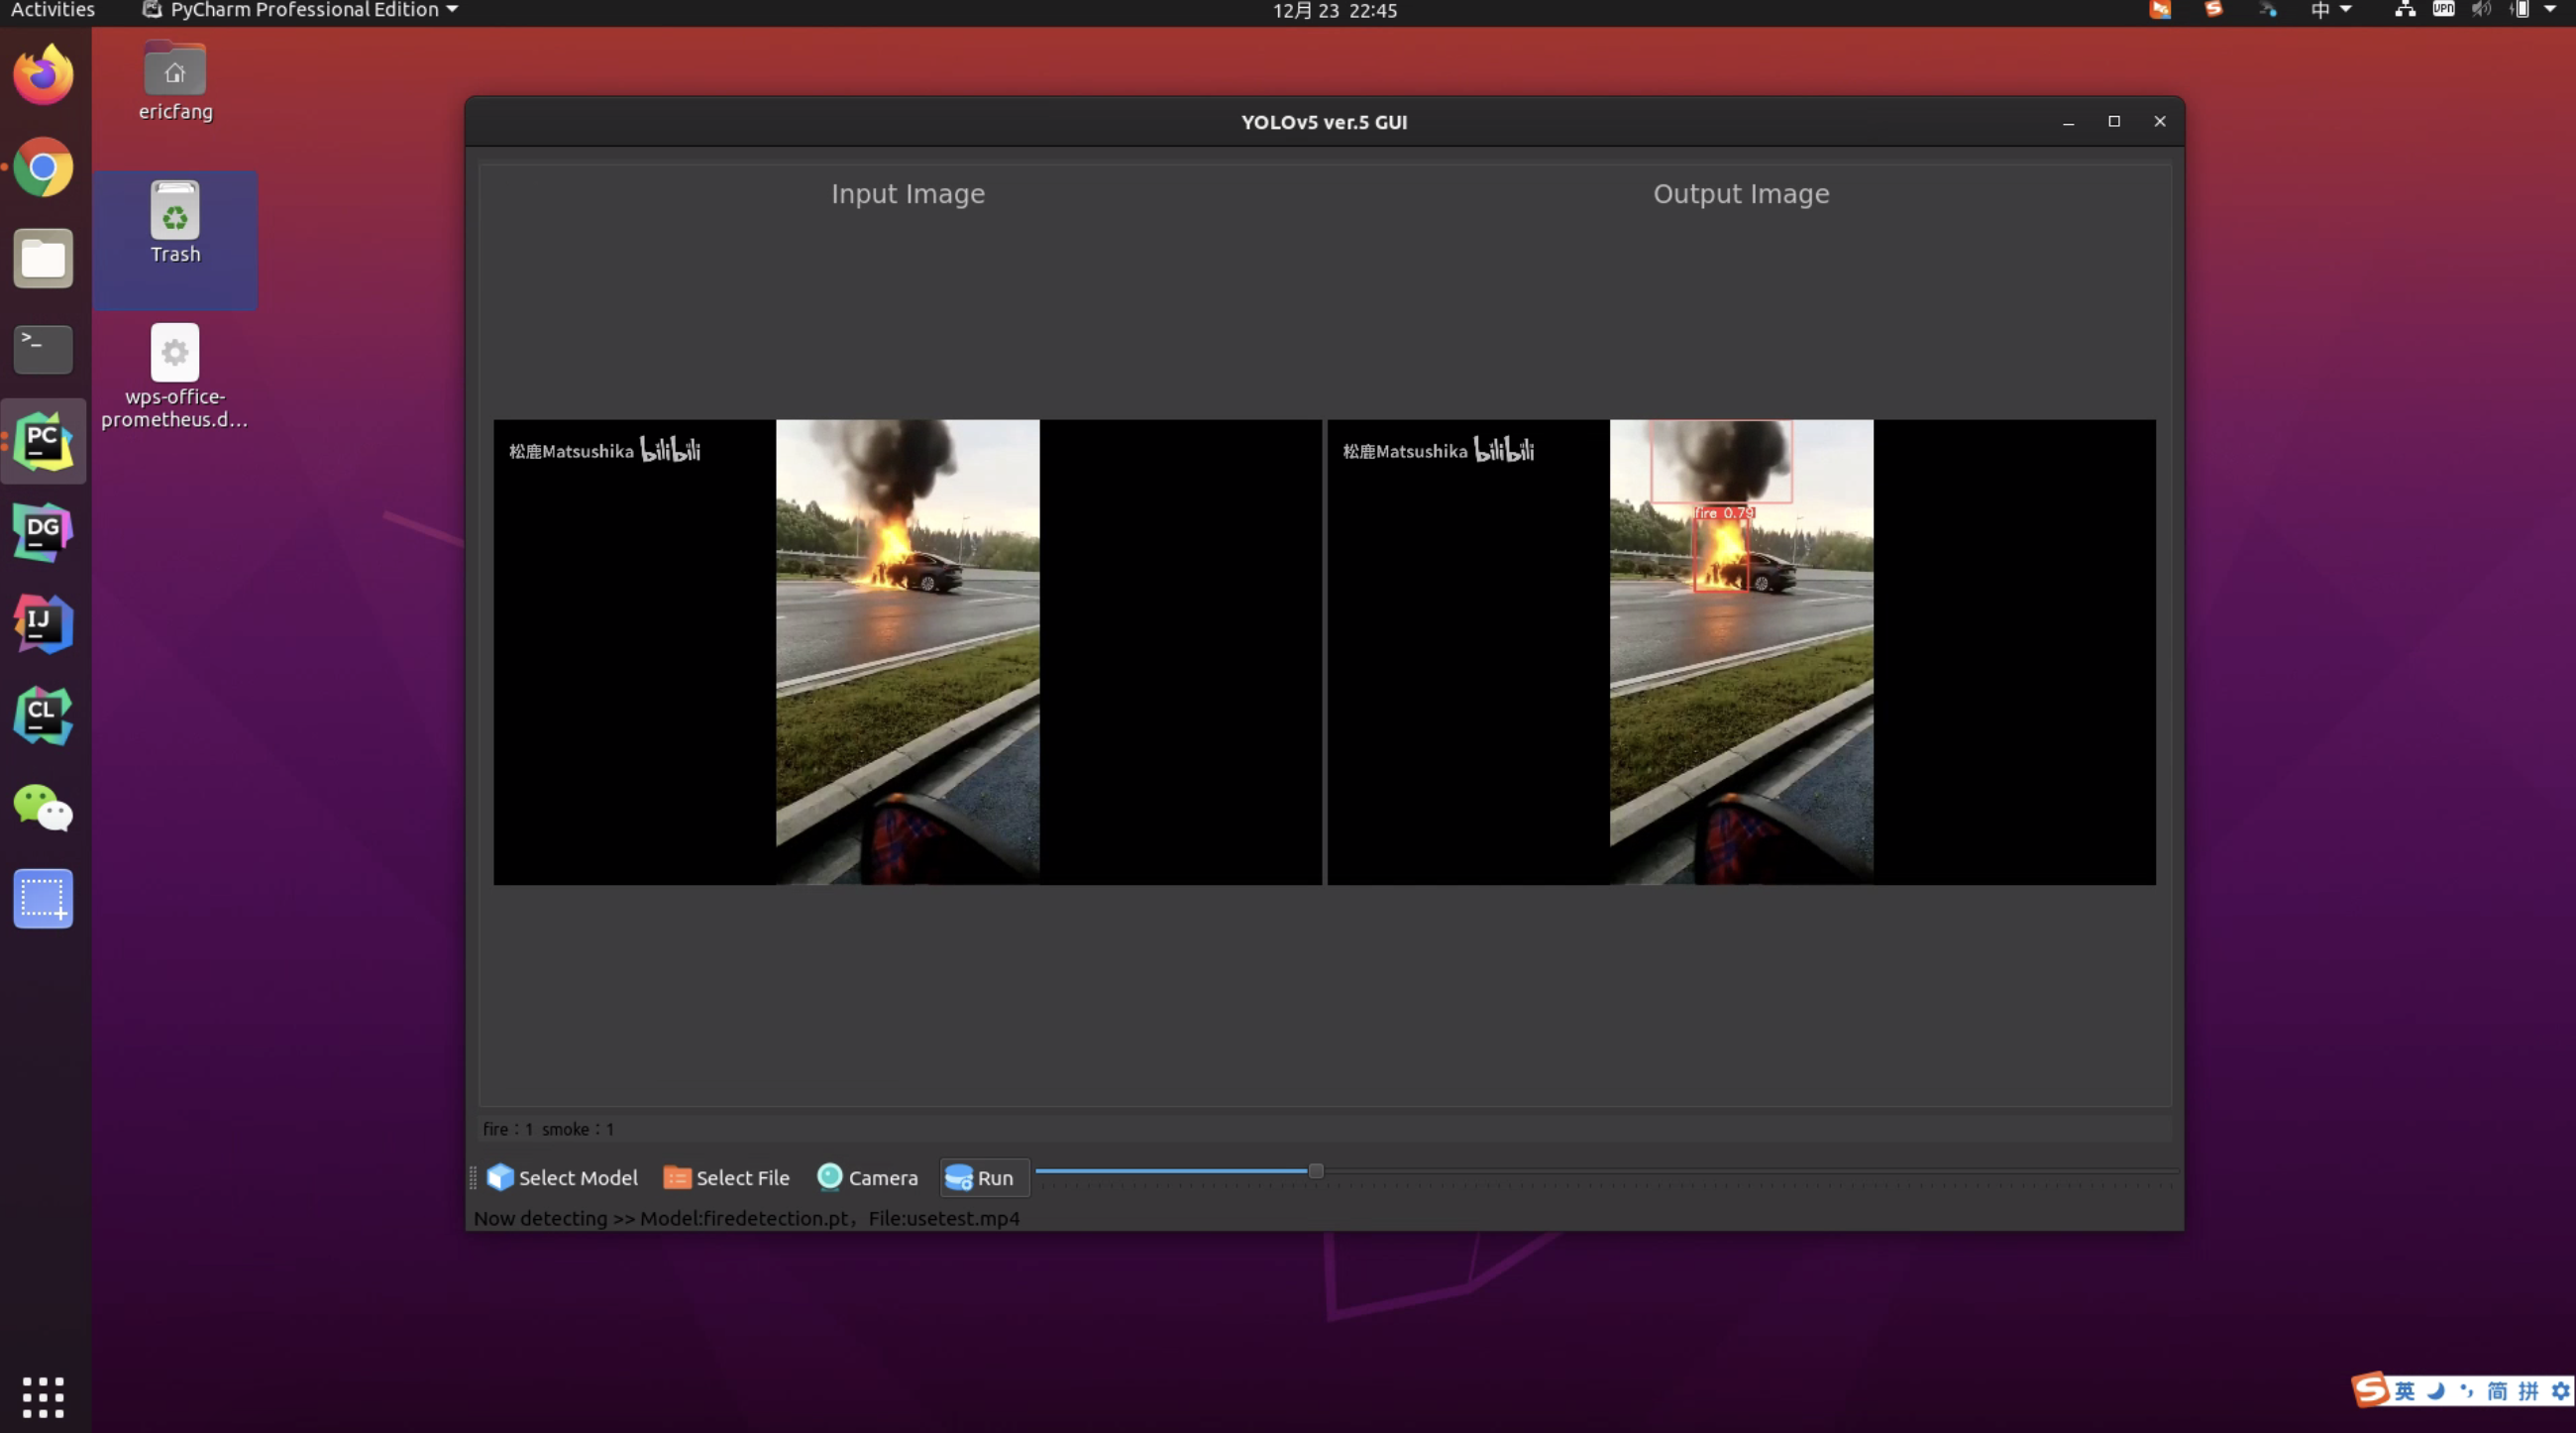 Activities
PyCharm Professional Edition
12月 23 22:45
中
VPN
ericfang
Trash
wps-office-
prometheus.d...
>_
PC
DG
IJ
CL
YOLOv5 ver.5 GUI
Input Image
Output Image
松鹿Matsushika bilibili
松鹿Matsushika bilibili
fire 0.79
fire：1 smoke：1
Select Model
Select File
Camera
Run
Now detecting >> Model:firedetection.pt， File:usetest.mp4
S英 简 拼